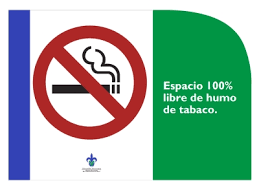 Espacio 100%
libre de humo
de tabaco.